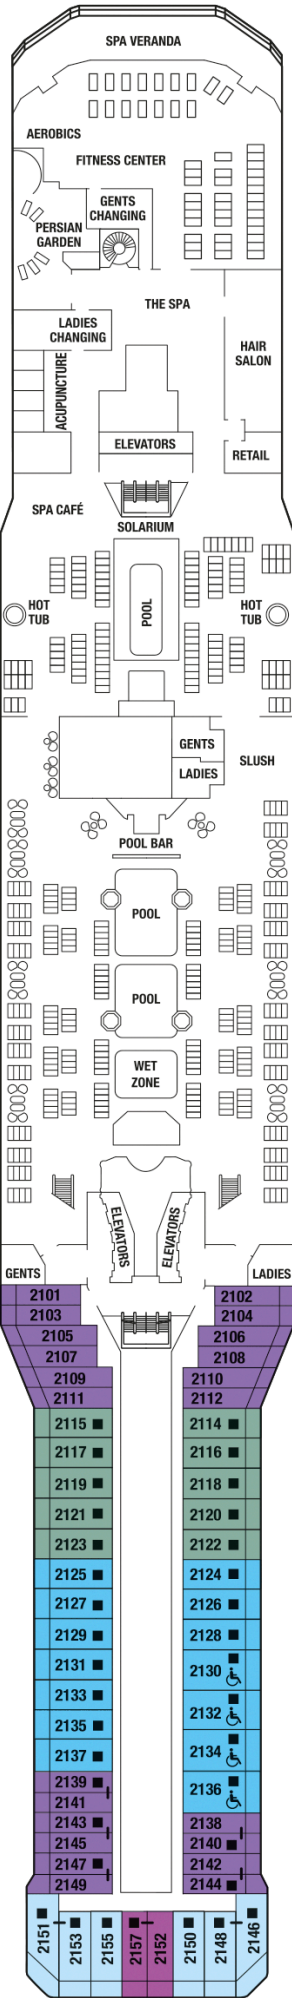 SPA VERANDA
AEROBICS
FITNESS CENTER
GENTS
CHANGING
PERSIAN
GARDEN
THE SPA
LADIES
CHANGING
HAIR
SALON
ACUPUNCTURE
ELEVATORS
RETAIL
SPA CAFÉ
SOLARIUM
HOT
TUB
POOL
HOT
TUB
GENTS
LADIES
SLUSH
POOL BAR
POOL
POOL
WET
ZONE
ELEVATORS
ELEVATORS
GENTS
LADIES
2101
2102
2103
2104
2105
2106
2107
2108
2109
2110
2111
2112
2115
2114
2117
2116
2119
2118
2121
2120
2123
2122
2125
2124
2127
2126
2129
2128
2131
2130
2133
2132
2135
2134
2137
2136
2139
2141
2138
2143
2140
2145
2142
2147
2144
2149
2151
2153
2155
2157
2152
2150
2148
2146